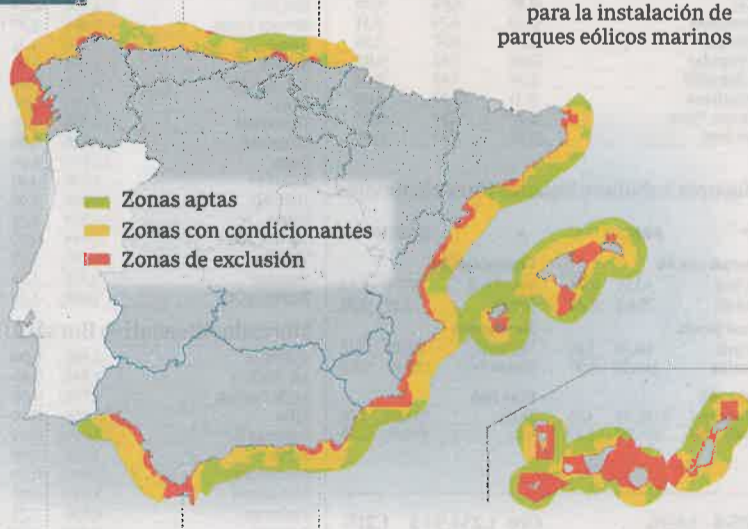 para la instalación de
parques eólicos marinos
Zonas aptas
Zonas con condicionantes
Zonas de exclusión